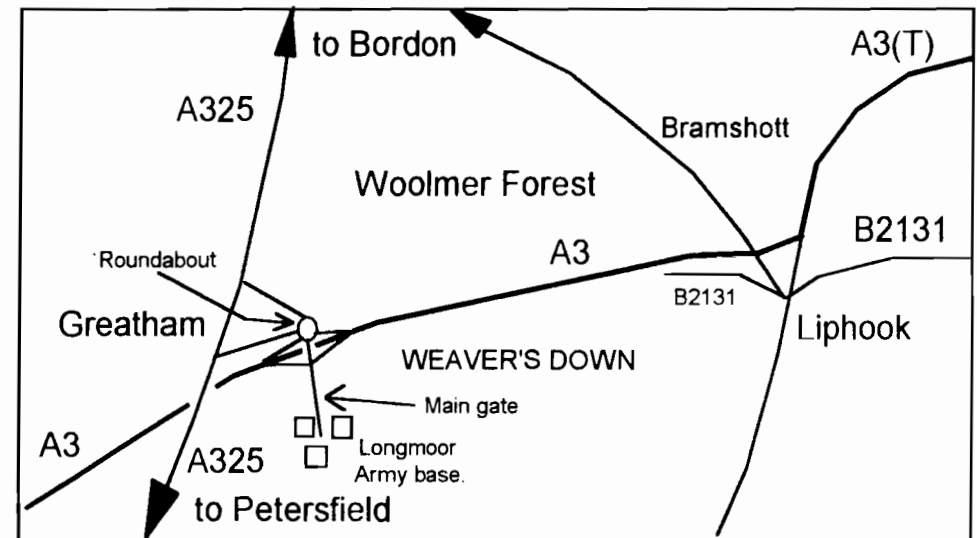 to Bordon
A3(T)
A325
Bramshott
Woolmer Forest
B2131
A3
Roundabout
B2131
Greatham
Liphook
WEAVER'S DOWN
Main gate
A3
Longmoor
Army base.
A325
to Petersfield